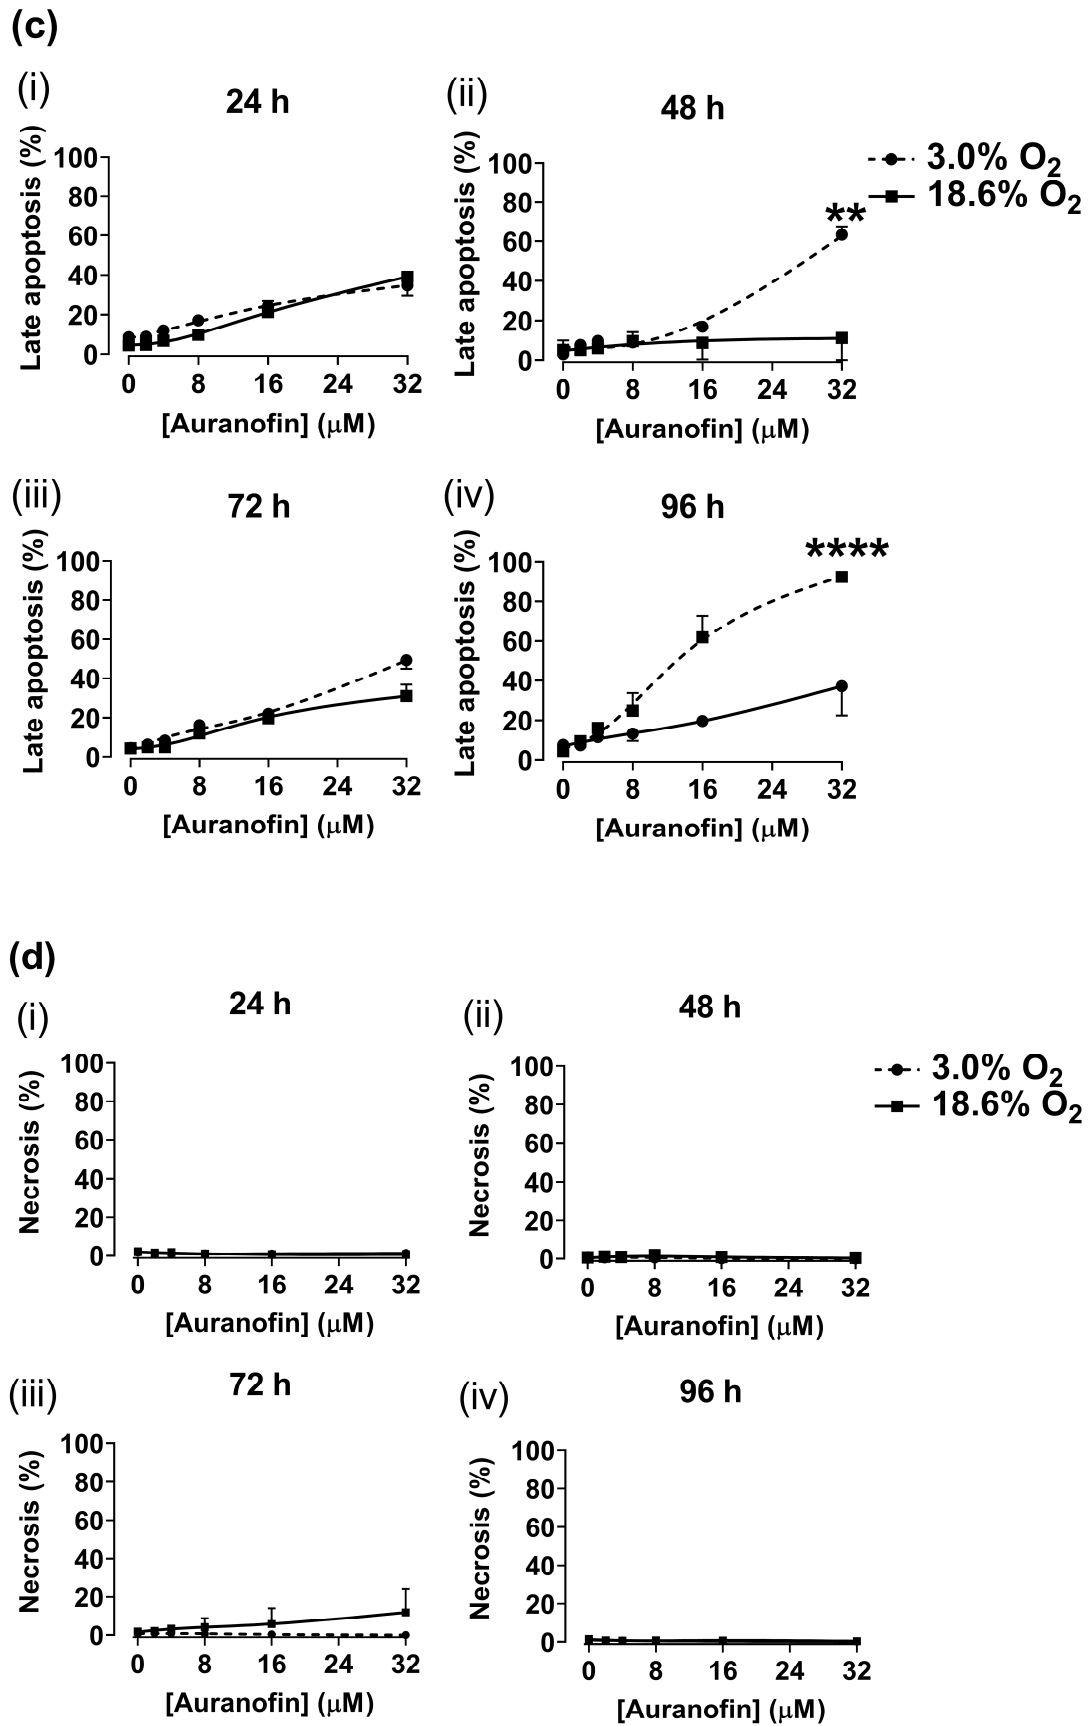 (c)
(i)
24 h
Late apoptosis (%)
100
80
60
40
20
0
0 8 16 24 32
[Auranofin] (μM)
(ii)
48 h
Late apoptosis (%)
100
80
60
40
20
0
**
0 8 16 24 32
[Auranofin] (μM)
3.0% O2
18.6% O2
(iii)
72 h
Late apoptosis (%)
100
80
60
40
20
0
0 8 16 24 32
[Auranofin] (μM)
(iv)
96 h
Late apoptosis (%)
100
80
60
40
20
0
****
0 8 16 24 32
[Auranofin] (μM)
(d)
(i)
24 h
Necrosis (%)
100
80
60
40
20
0
0 8 16 24 32
[Auranofin] (μM)
(ii)
48 h
Necrosis (%)
100
80
60
40
20
0
0 8 16 24 32
[Auranofin] (μM)
3.0% O2
18.6% O2
(iii)
72 h
Necrosis (%)
100
80
60
40
20
0
0 8 16 24 32
[Auranofin] (μM)
(iv)
96 h
Necrosis (%)
100
80
60
40
20
0
0 8 16 24 32
[Auranofin] (μM)